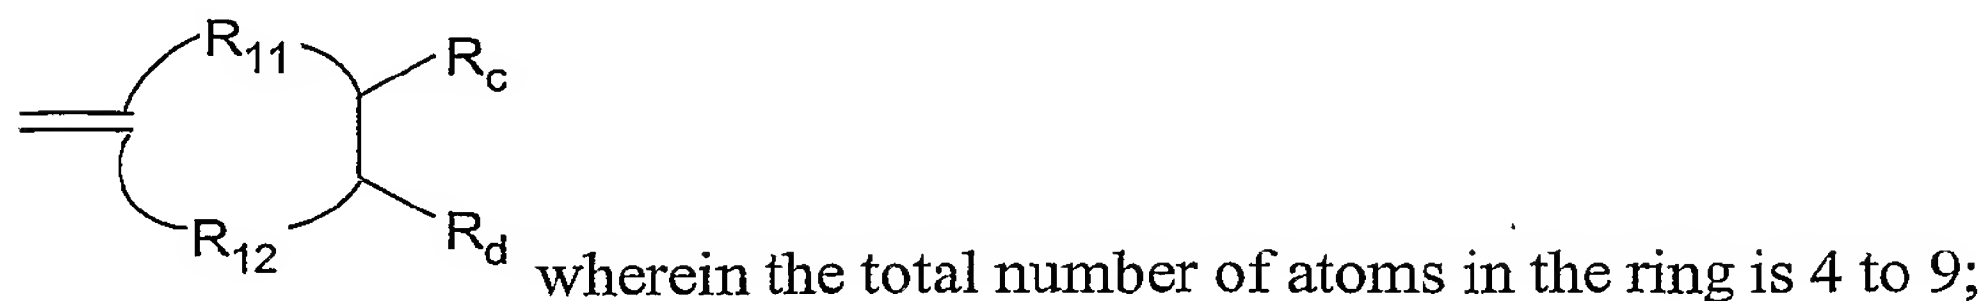 R11
Rc
R12
Rd
wherein the total number of atoms in the ring is 4 to 9;